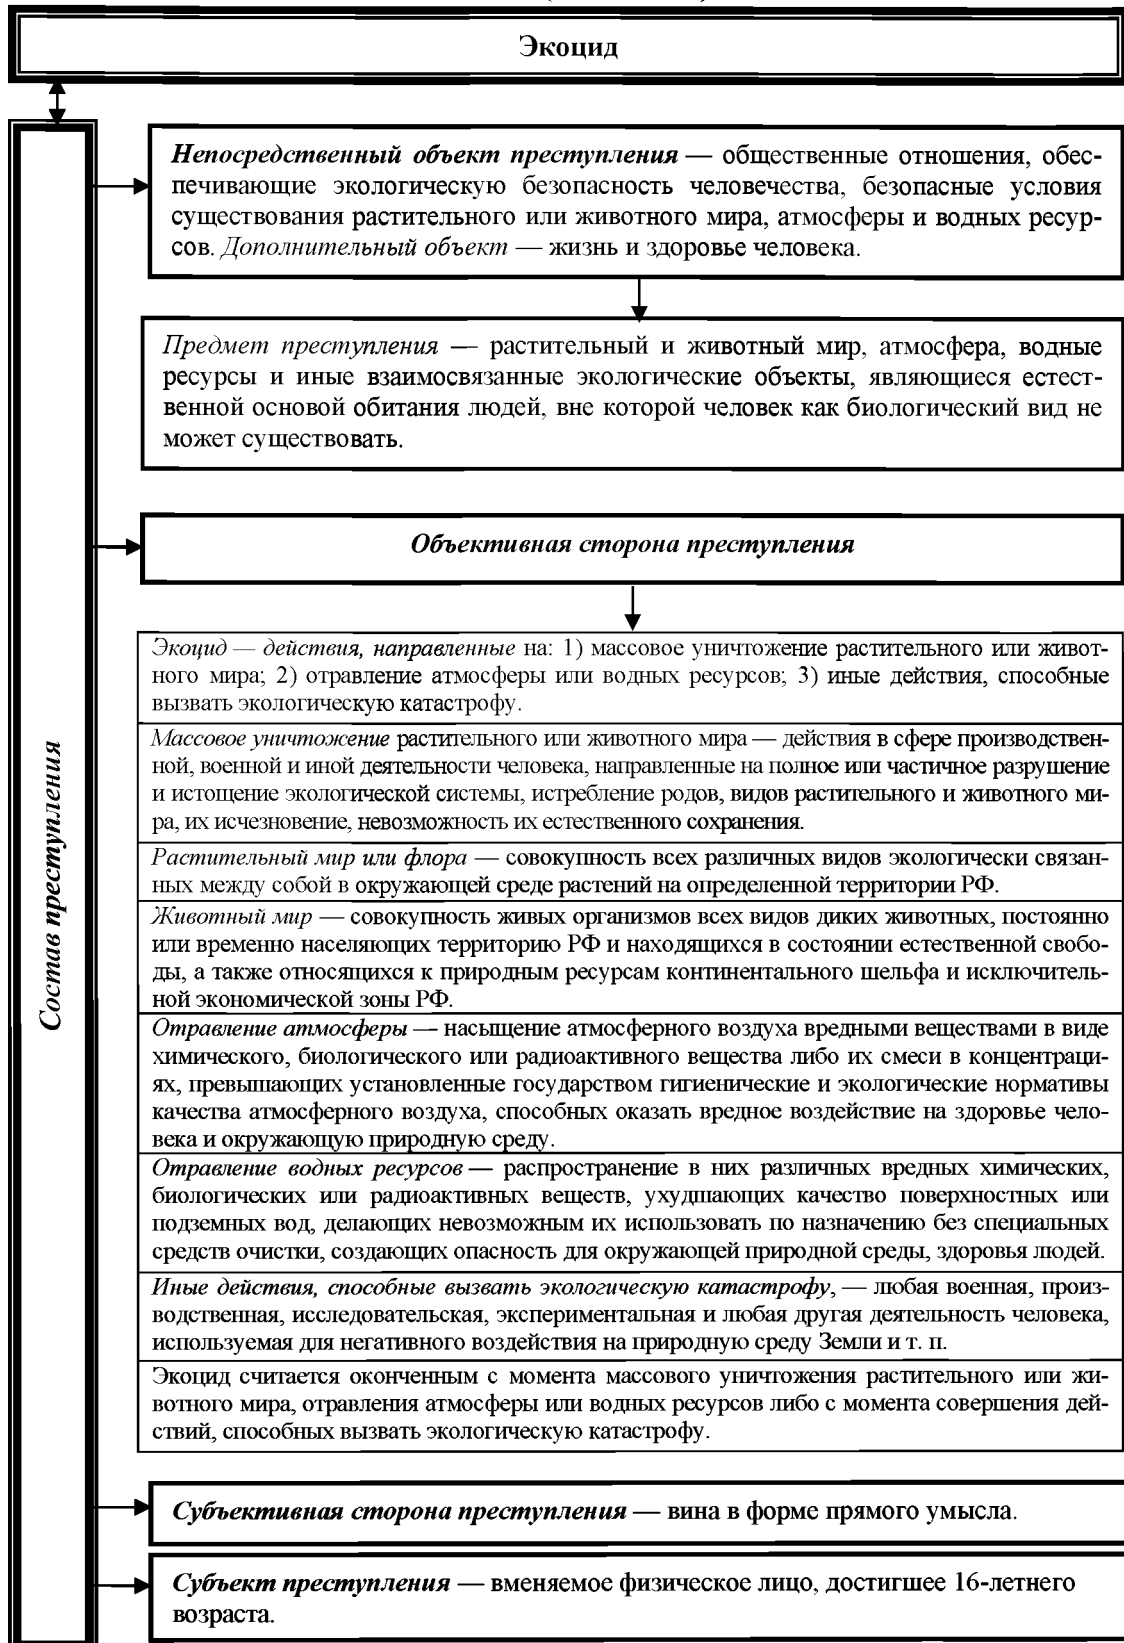 Экоцид
Непосредственный объект преступления — общественные отношения, обес-
печивающие экологическую безопасность человечества, безопасные условия
существования растительного или животного мира, атмосферы и водных ресур-
сов. Дополнительный объект — жизнь и здоровье человека.
Предмет преступления — растительный и животный мир, атмосфера, водные
ресурсы и иные взаимосвязанные экологические объекты, являющиеся естест-
венной основой обитания людей, вне которой человек как биологический вид не
может существовать.
Объективная сторона преступления
Экоцид — действия, направленные на: 1) массовое уничтожение растительного или живот-
ного мира; 2) отравление атмосферы или водных ресурсов; 3) иные действия, способные
вызвать экологическую катастрофу.
Массовое уничтожение растительного или животного мира — действия в сфере производствен-
ной, военной и иной деятельности человека, направленные на полное или частичное разрушение
и истощение экологической системы, истребление родов, видов растительного и животного ми-
ра, их исчезновение, невозможность их естественного сохранения.
Растительный мир или флора — совокупность всех различных видов экологически связан-
ных между собой в окружающей среде растений на определенной территории РФ.
Животный мир — совокупность живых организмов всех видов диких животных, постоянно
или временно населяющих территорию РФ и находящихся в состоянии естественной свобо-
ды, а также относящихся к природным ресурсам континентального шельфа и исключитель-
ной экономической зоны РФ.
Отравление атмосферы — насыщение атмосферного воздуха вредными веществами в виде
химического, биологического или радиоактивного вещества либо их смеси в концентраци-
ях, превышающих установленные государством гигиенические и экологические нормативы
качества атмосферного воздуха, способных оказать вредное воздействие на здоровье чело-
века и окружающую природную среду.
Отравление водных ресурсов — распространение в них различных вредных химических,
биологических или радиоактивных веществ, ухудшающих качество поверхностных или
подземных вод, делающих невозможным их использовать по назначению без специальных
средств очистки, создающих опасность для окружающей природной среды, здоровья людей.
Иные действия, способные вызвать экологическую катастрофу, — любая военная, произ-
водственная, исследовательская, экспериментальная и любая другая деятельность человека,
используемая для негативного воздействия на природную среду Земли и т. п.
Экоцид считается оконченным с момента массового уничтожения растительного или жи-
вотного мира, отравления атмосферы или водных ресурсов либо с момента совершения дей-
ствий, способных вызвать экологическую катастрофу.
Субъективная сторона преступления — вина в форме прямого умысла.
Субъект преступления — вменяемое физическое лицо, достигшее 16-летнего
возраста.
Состав преступления